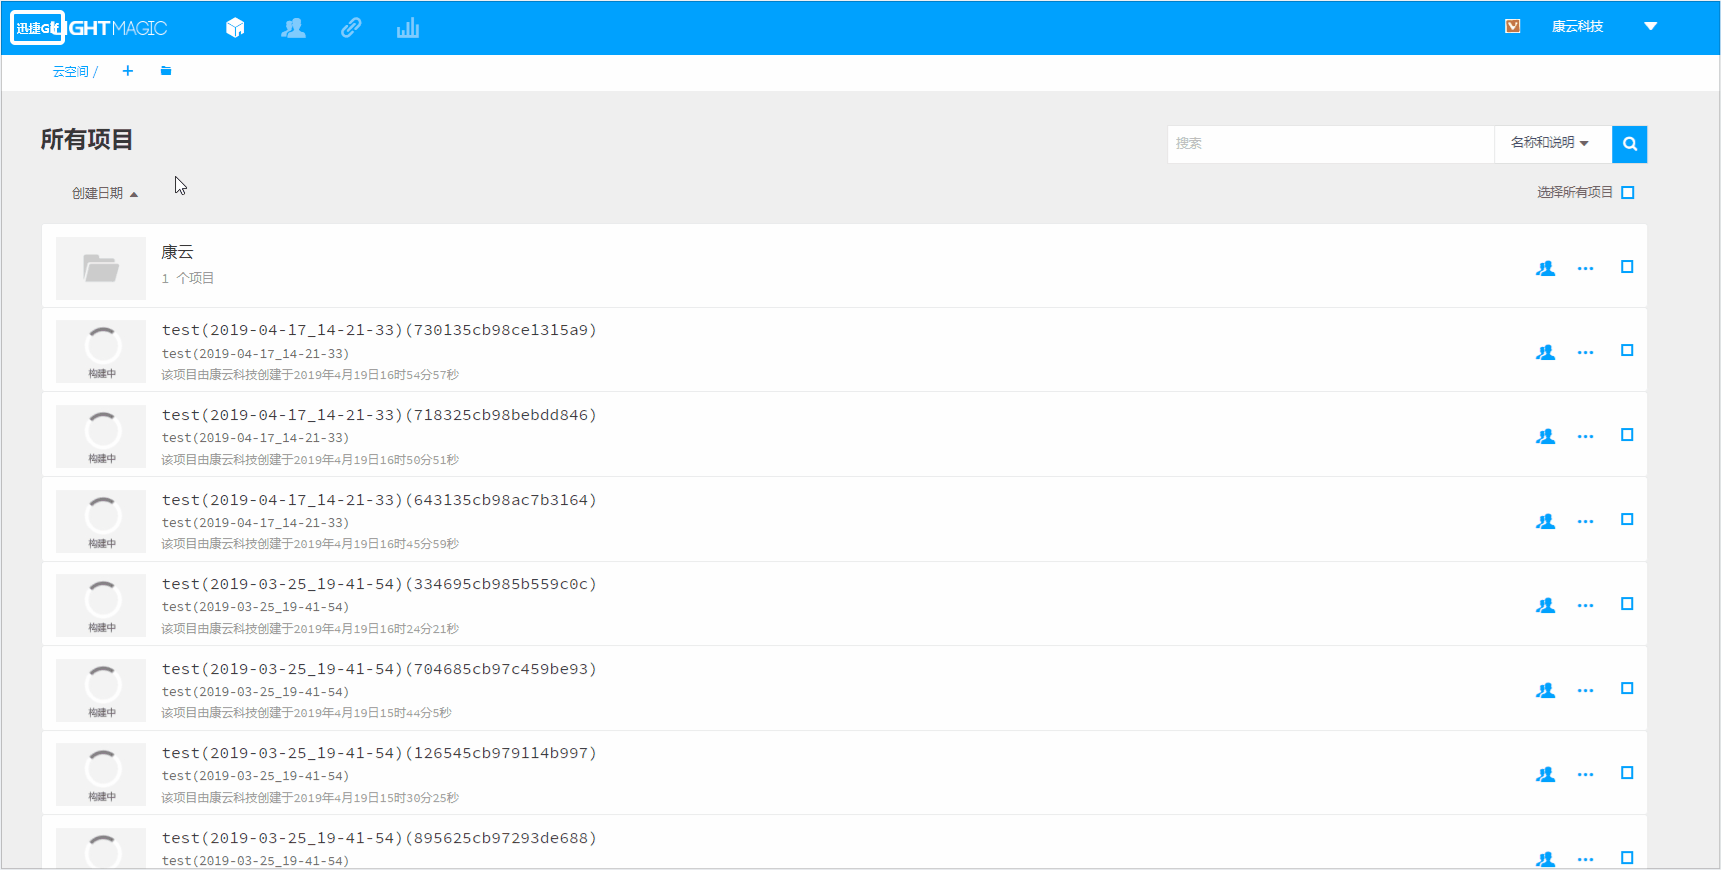 迅捷Gif
LIGHTMAGIC
康云科技
云空间 /
所有项目
搜索
名称和说明
创建日期
选择所有项目
康云
1 个项目
test(2019-04-17_14-21-33)(730135cb98ce1315a9)
test(2019-04-17_14-21-33)
构建中
该项目由康云科技创建于2019年4月19日16时54分57秒
test(2019-04-17_14-21-33)(718325cb98bebdd846)
test(2019-04-17_14-21-33)
构建中
该项目由康云科技创建于2019年4月19日16时50分51秒
test(2019-04-17_14-21-33)(643135cb98ac7b3164)
test(2019-04-17_14-21-33)
构建中
该项目由康云科技创建于2019年4月19日16时45分59秒
test(2019-03-25_19-41-54)(334695cb985b559c0c)
test(2019-03-25_19-41-54)
构建中
该项目由康云科技创建于2019年4月19日16时24分21秒
test(2019-03-25_19-41-54)(704685cb97c459be93)
test(2019-03-25_19-41-54)
构建中
该项目由康云科技创建于2019年4月19日15时44分5秒
test(2019-03-25_19-41-54)(126545cb979114b997)
test(2019-03-25_19-41-54)
构建中
该项目由康云科技创建于2019年4月19日15时30分25秒
test(2019-03-25_19-41-54)(895625cb97293de688)
test(2019-03-25_19-41-54)